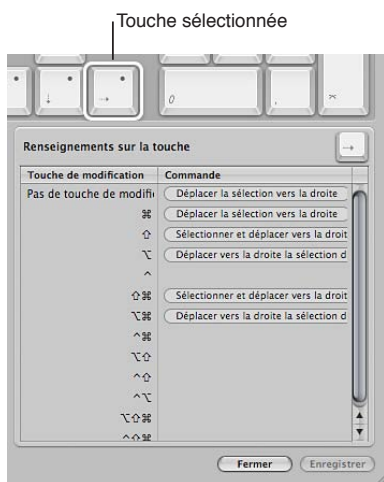 Touche sélectionnée
↓ → 0 , ⌤
Renseignements sur la touche →
Touche de modification Commande
Pas de touche de modifi Déplacer la sélection vers la droite
⌘ Déplacer la sélection vers la droite
⇧ Sélectionner et déplacer vers la droit
⌥ Déplacer vers la droite la sélection d
^
⇧⌘ Sélectionner et déplacer vers la droit
⌥⌘ Déplacer vers la droite la sélection d
^⌘
⌥⇧
^⇧
^⌥
⌥⇧⌘
^⇧⌘
Fermer Enregistrer